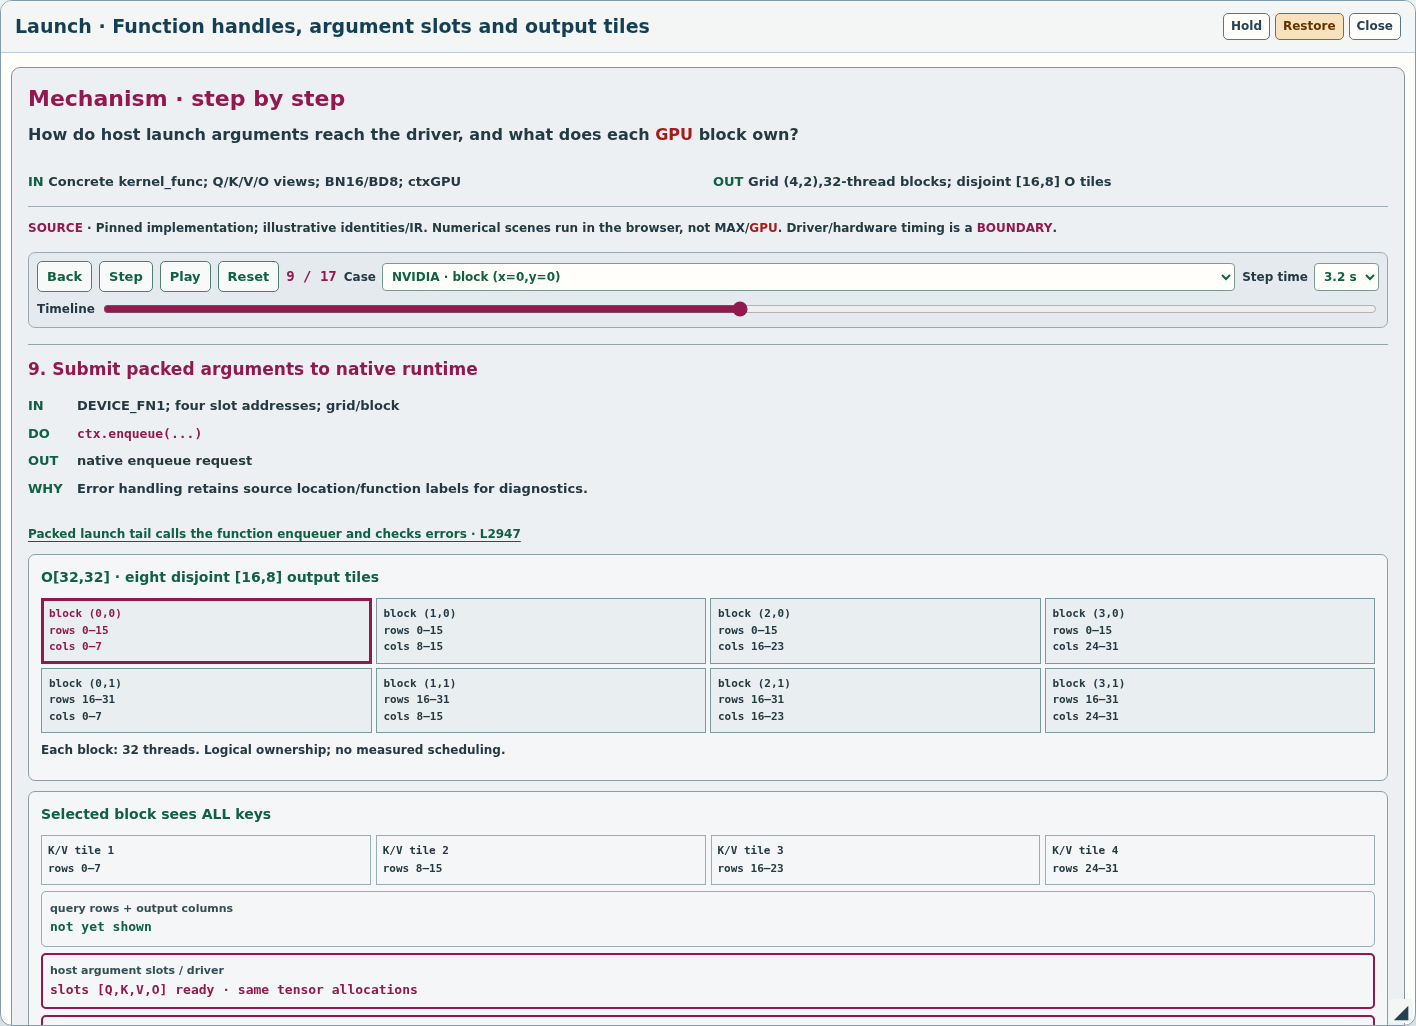 Launch · Function handles, argument slots and output tiles
Hold Restore Close
Mechanism · step by step
How do host launch arguments reach the driver, and what does each GPU block own?
IN Concrete kernel_func; Q/K/V/O views; BN16/BD8; ctxGPU
OUT Grid (4,2),32-thread blocks; disjoint [16,8] O tiles
SOURCE · Pinned implementation; illustrative identities/IR. Numerical scenes run in the browser, not MAX/GPU. Driver/hardware timing is a BOUNDARY.
Back Step Play Reset 9 / 17 Case NVIDIA · block (x=0,y=0) Step time 3.2 s
Timeline
9. Submit packed arguments to native runtime
IN DEVICE_FN1; four slot addresses; grid/block
DO ctx.enqueue(...)
OUT native enqueue request
WHY Error handling retains source location/function labels for diagnostics.
Packed launch tail calls the function enqueuer and checks errors · L2947
O[32,32] · eight disjoint [16,8] output tiles
block (0,0)
rows 0–15
cols 0–7
block (1,0)
rows 0–15
cols 8–15
block (2,0)
rows 0–15
cols 16–23
block (3,0)
rows 0–15
cols 24–31
block (0,1)
rows 16–31
cols 0–7
block (1,1)
rows 16–31
cols 8–15
block (2,1)
rows 16–31
cols 16–23
block (3,1)
rows 16–31
cols 24–31
Each block: 32 threads. Logical ownership; no measured scheduling.
Selected block sees ALL keys
K/V tile 1
rows 0–7
K/V tile 2
rows 8–15
K/V tile 3
rows 16–23
K/V tile 4
rows 24–31
query rows + output columns
not yet shown
host argument slots / driver
slots [Q,K,V,O] ready · same tensor allocations